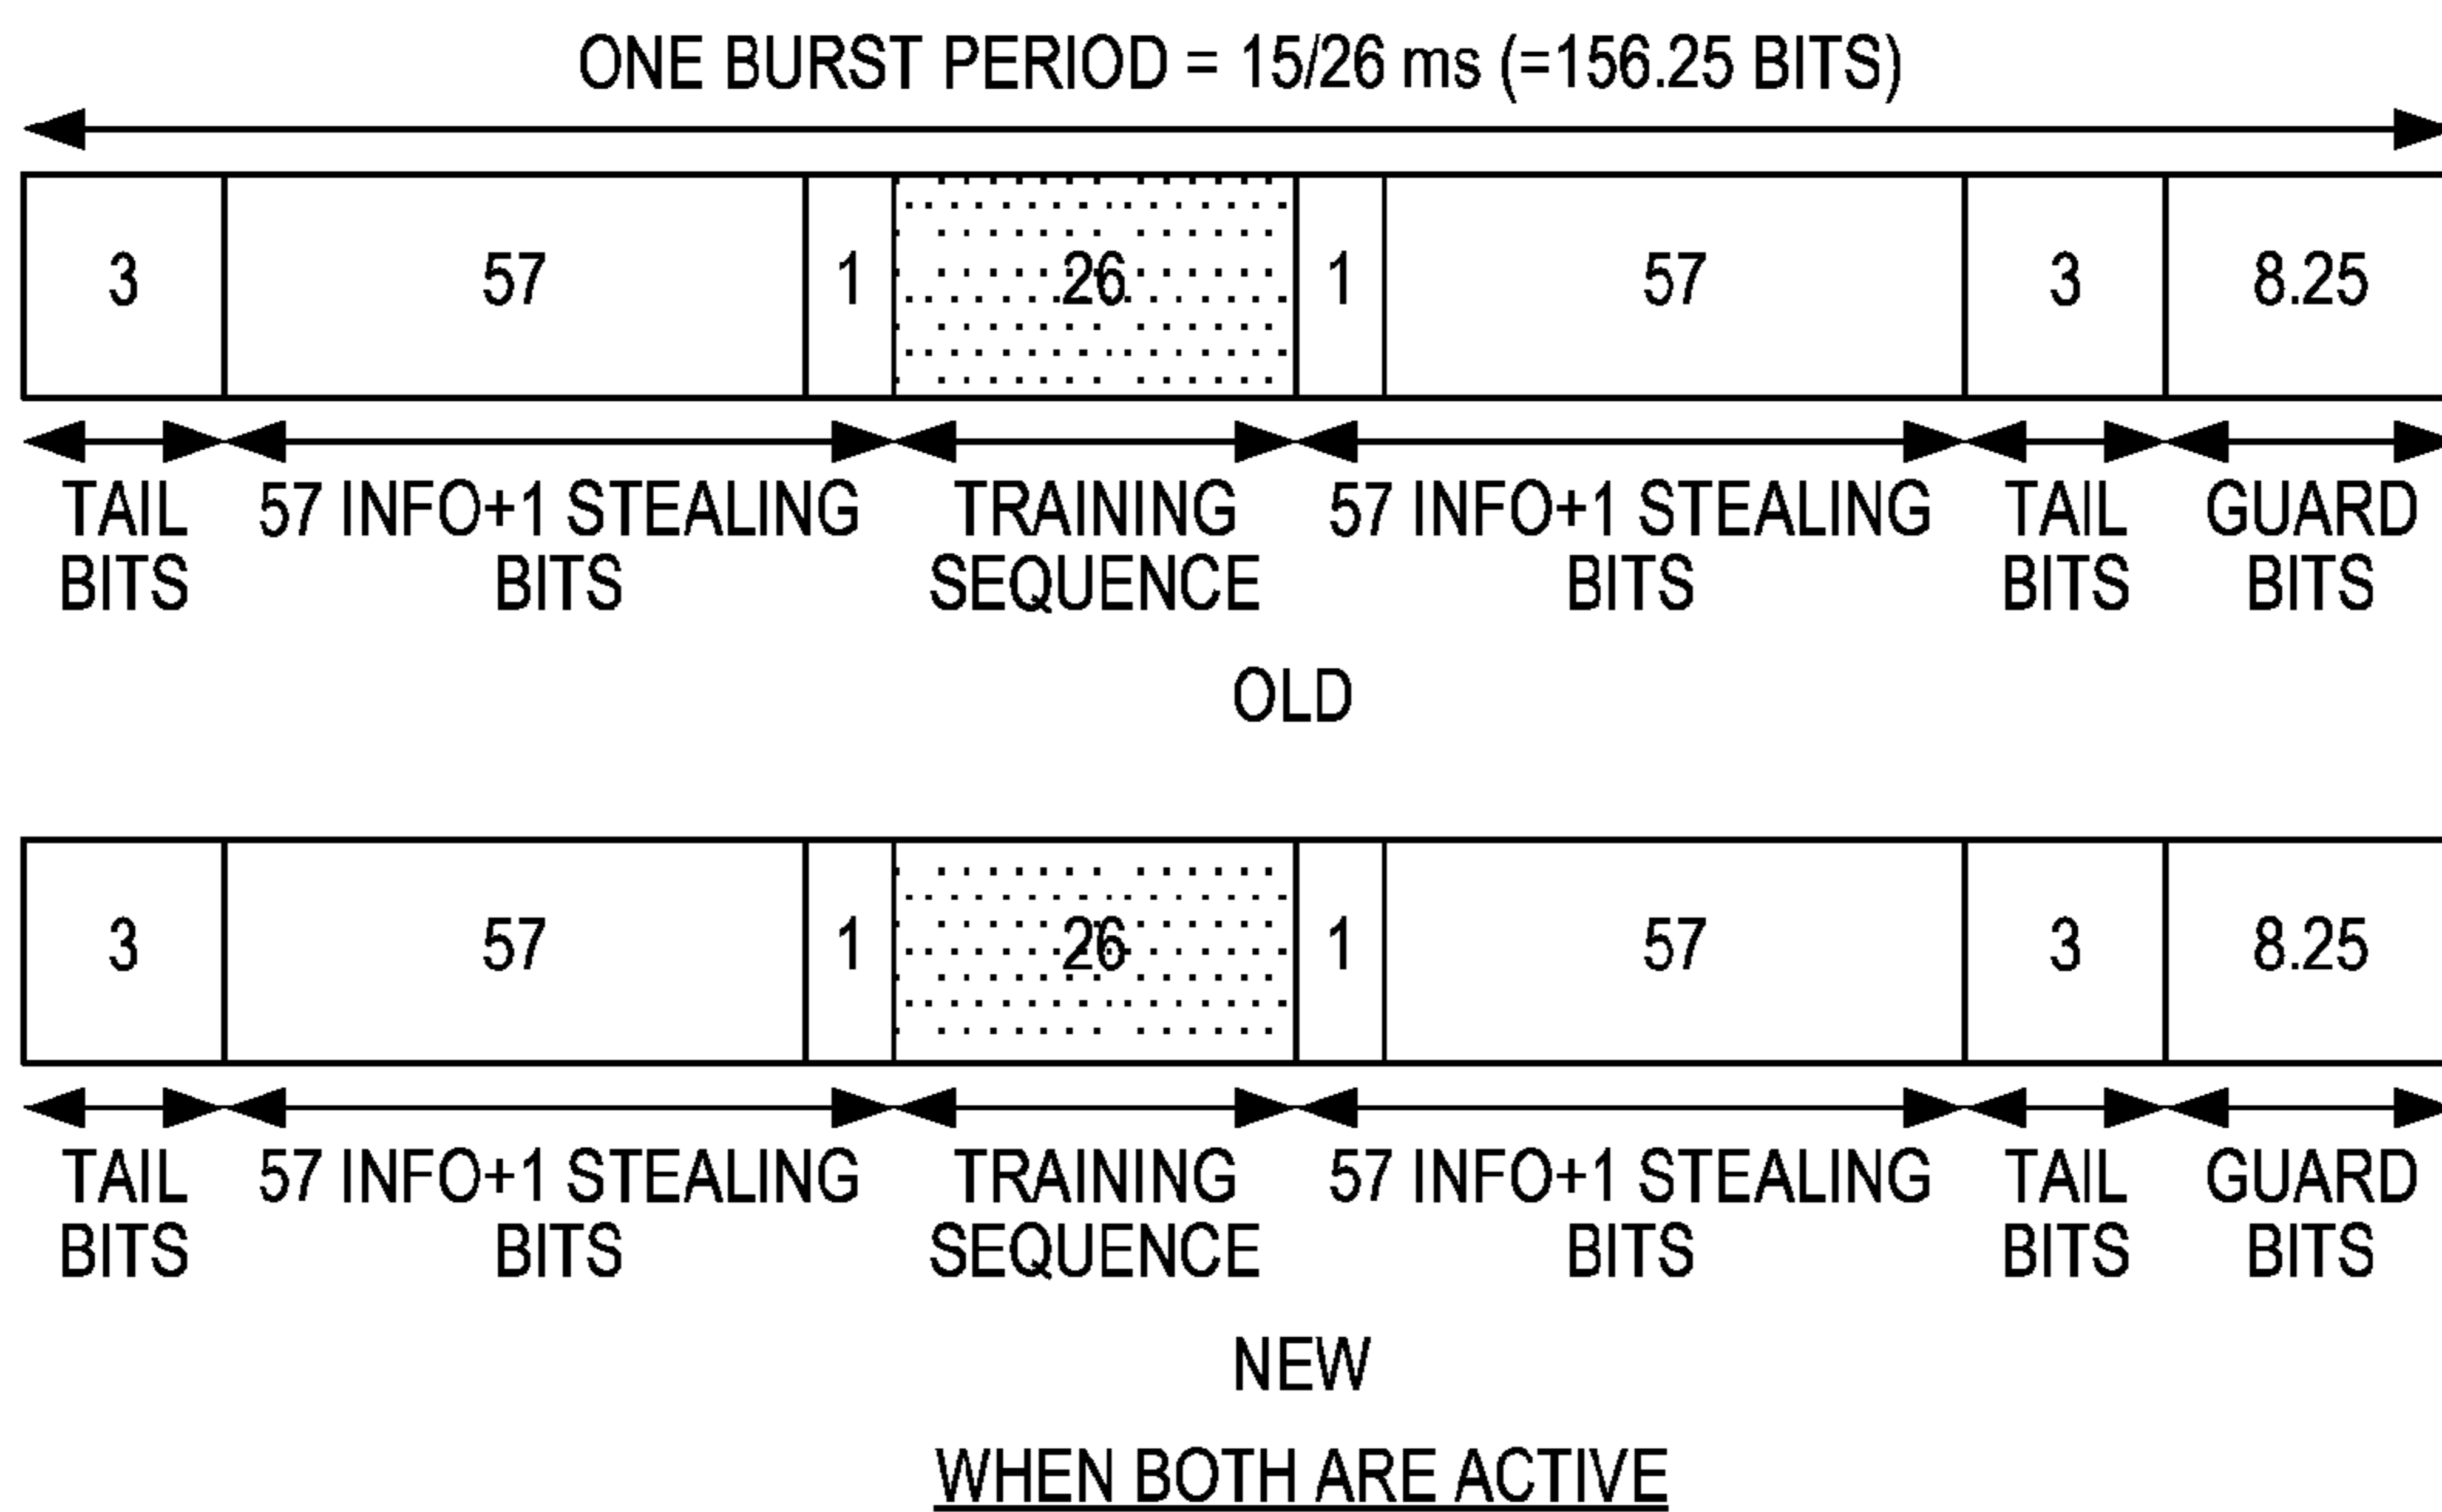 ONE BURST PERIOD = 15/26 ms (=156.25 BITS)
3 57 1 26 1 57 3 8.25
TAIL 57 INFO+1 STEALING TRAINING 57 INFO+1 STEALING TAIL GUARD
BITS BITS SEQUENCE BITS BITS BITS
OLD
3 57 1 26 1 57 3 8.25
TAIL 57 INFO+1 STEALING TRAINING 57 INFO+1 STEALING TAIL GUARD
BITS BITS SEQUENCE BITS BITS BITS
NEW
WHEN BOTH ARE ACTIVE